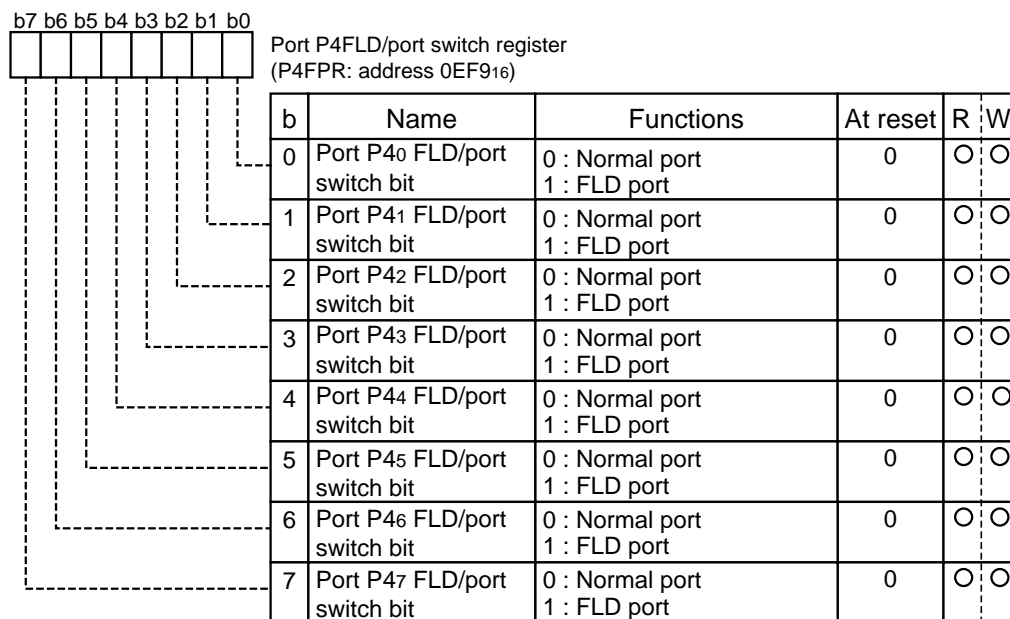 b7 b6 b5 b4 b3 b2 b1 b0
Port P4FLD/port switch register
(P4FPR: address 0EF916)
b Name Functions At reset R W
0 Port P40 FLD/port switch bit 0 : Normal port 1 : FLD port 0 O O
1 Port P41 FLD/port switch bit 0 : Normal port 1 : FLD port 0 O O
2 Port P42 FLD/port switch bit 0 : Normal port 1 : FLD port 0 O O
3 Port P43 FLD/port switch bit 0 : Normal port 1 : FLD port 0 O O
4 Port P44 FLD/port switch bit 0 : Normal port 1 : FLD port 0 O O
5 Port P45 FLD/port switch bit 0 : Normal port 1 : FLD port 0 O O
6 Port P46 FLD/port switch bit 0 : Normal port 1 : FLD port 0 O O
7 Port P47 FLD/port switch bit 0 : Normal port 1 : FLD port 0 O O